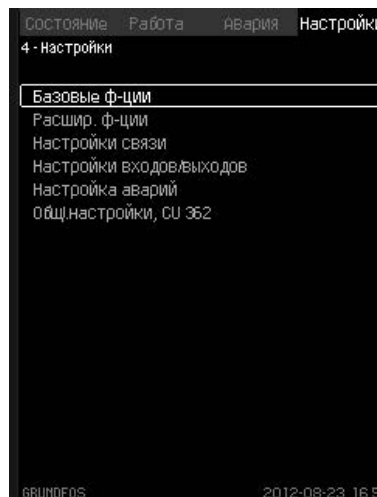 Состояние Работа Авария Настройки
4 - Настройки
Базовые ф-ции
Расшир. ф-ции
Настройки связи
Настройки входов/выходов
Настройка аварий
Общ.настройки, CU 362
GRUNDFOS 2012-08-23 16:5